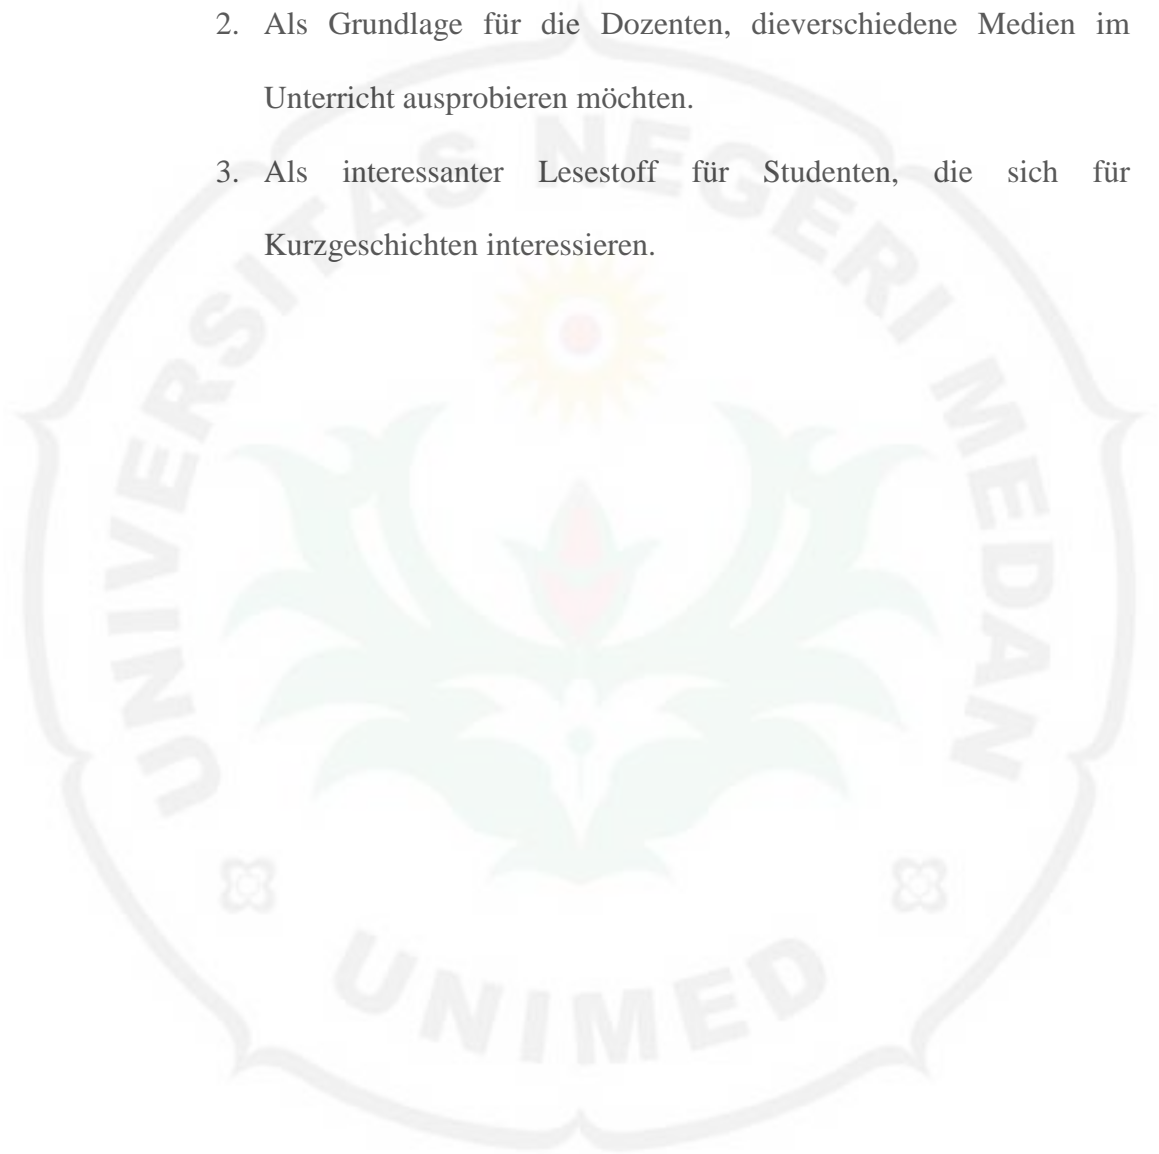 2. Als Grundlage für die Dozenten, dieverschiedene Medien im
Unterricht ausprobieren möchten.
3. Als interessanter Lesestoff für Studenten, die sich für
Kurzgeschichten interessieren.
UNIVERSITAS NEGERI MEDAN
UNIMED